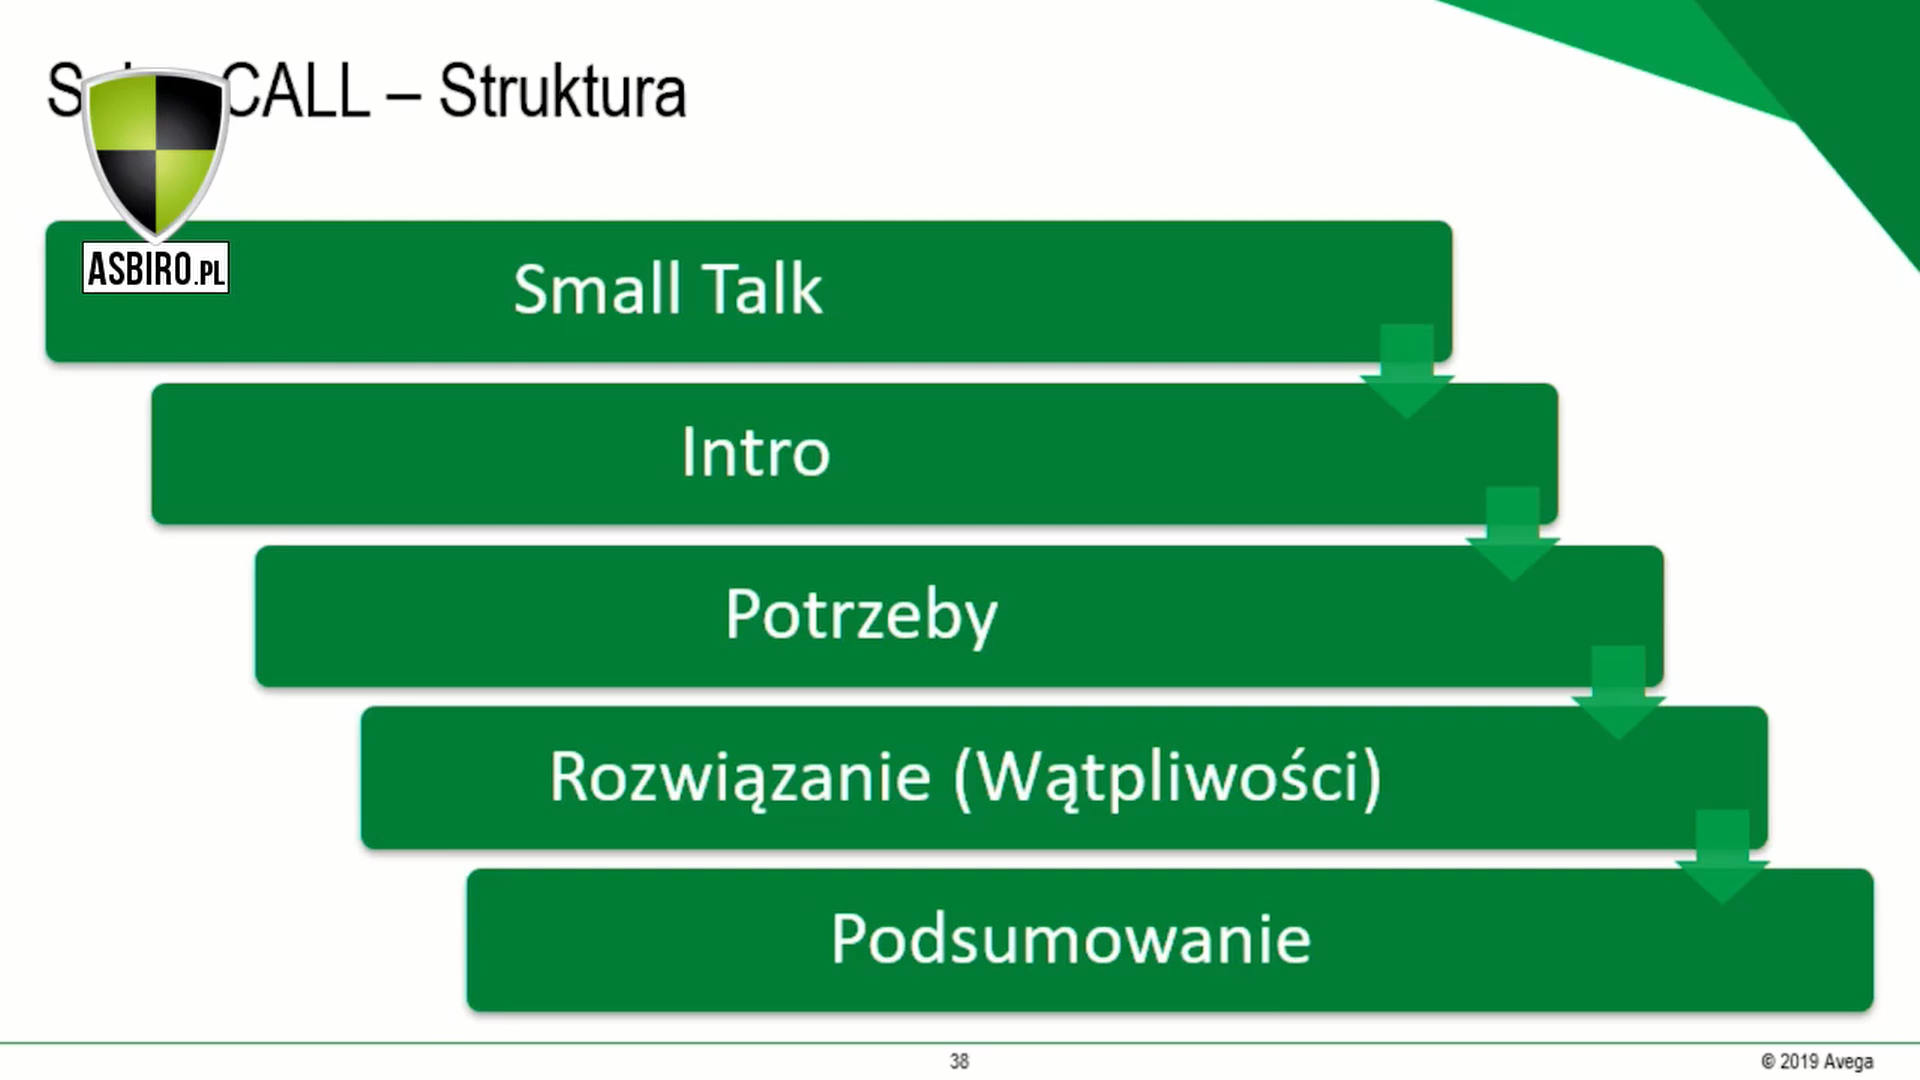 CALL – Struktura
ASBIRO.PL
Small Talk
Intro
Potrzeby
Rozwiązanie (Wątpliwości)
Podsumowanie
38
© 2019 Avega